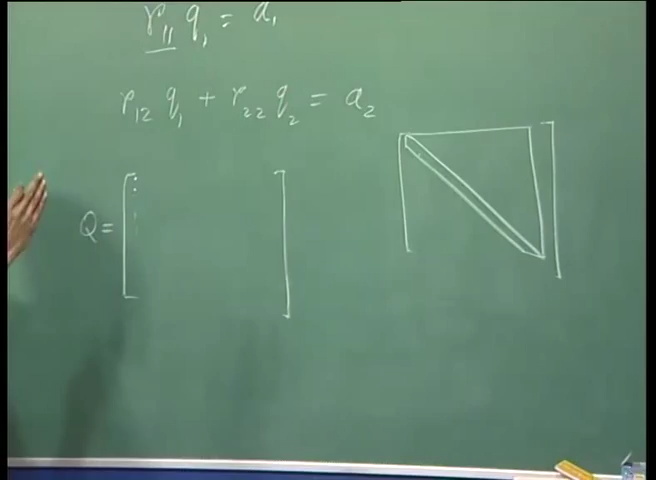 r₁₁ q₁ = a₁
r₁₂ q₁ + r₂₂ q₂ = a₂
Q =